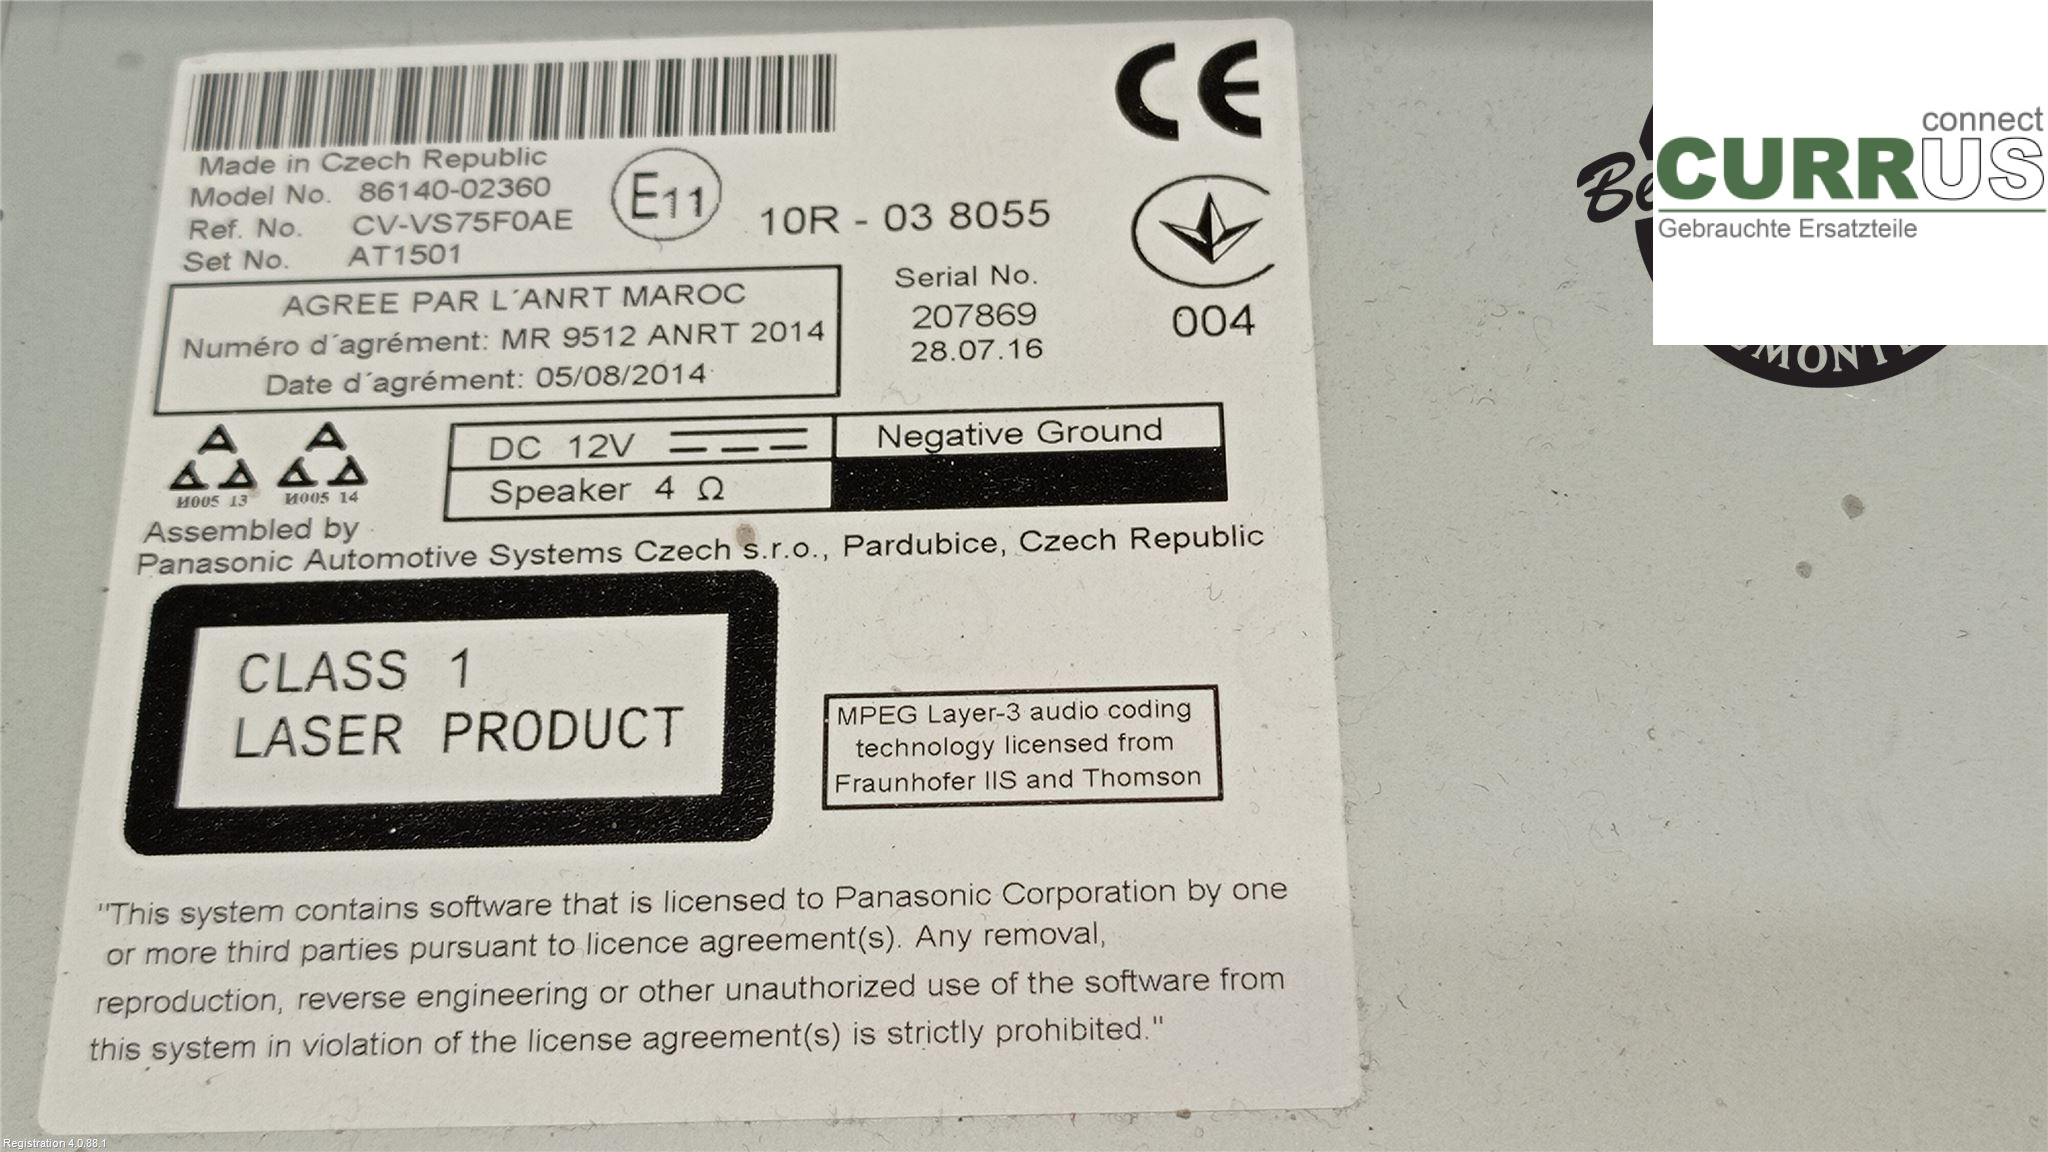 Made in Czech Republic
Model No. 86140-02360
Ref. No. CV-VS75F0AE
Set No. AT1501
E11
10R - 03 8055
Serial No.
207869
28.07.16
004
AGREE PAR L´ANRT MAROC
Numéro d´agrément: MR 9512 ANRT 2014
Date d´agrément: 05/08/2014
И005 13
И005 14
DC 12V
Negative Ground
Speaker 4 Ω
Assembled by
Panasonic Automotive Systems Czech s.r.o., Pardubice, Czech Republic
CLASS 1
LASER PRODUCT
MPEG Layer-3 audio coding
technology licensed from
Fraunhofer IIS and Thomson
"This system contains software that is licensed to Panasonic Corporation by one
or more third parties pursuant to licence agreement(s). Any removal,
reproduction, reverse engineering or other unauthorized use of the software from
this system in violation of the license agreement(s) is strictly prohibited."
connect
CURRUS
Gebrauchte Ersatzteile
Registration 4.0.88.1